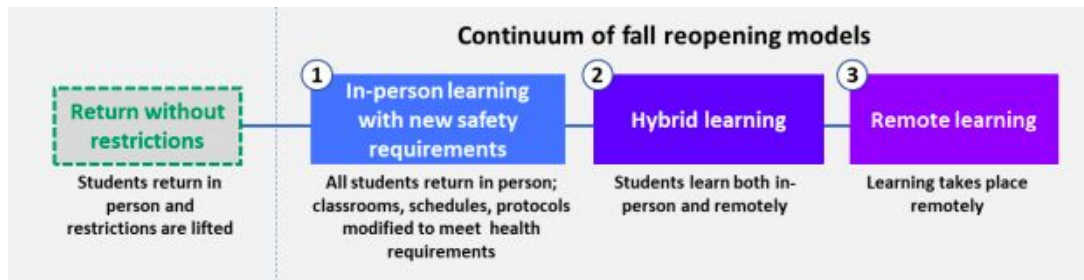 Continuum of fall reopening models
Return without
restrictions
Students return in
person and
restrictions are lifted
1
In-person learning
with new safety
requirements
All students return in person;
classrooms, schedules, protocols
modified to meet health
requirements
2
Hybrid learning
Students learn both in-
person and remotely
3
Remote learning
Learning takes place
remotely